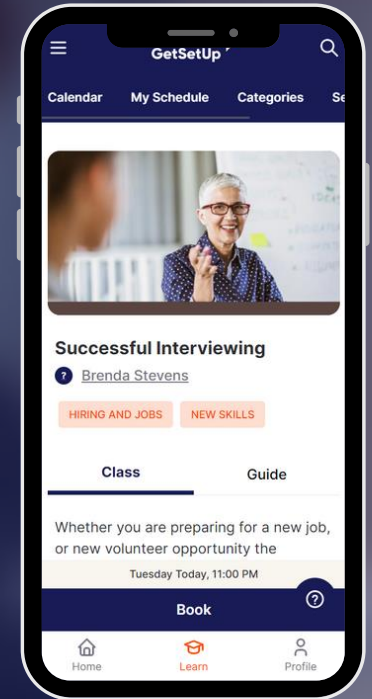 GetSetUp
Calendar My Schedule Categories Se
Successful Interviewing
? Brenda Stevens
HIRING AND JOBS NEW SKILLS
Class Guide
Whether you are preparing for a new job,
or new volunteer opportunity the
Tuesday Today, 11:00 PM
Book ?
Home Learn Profile